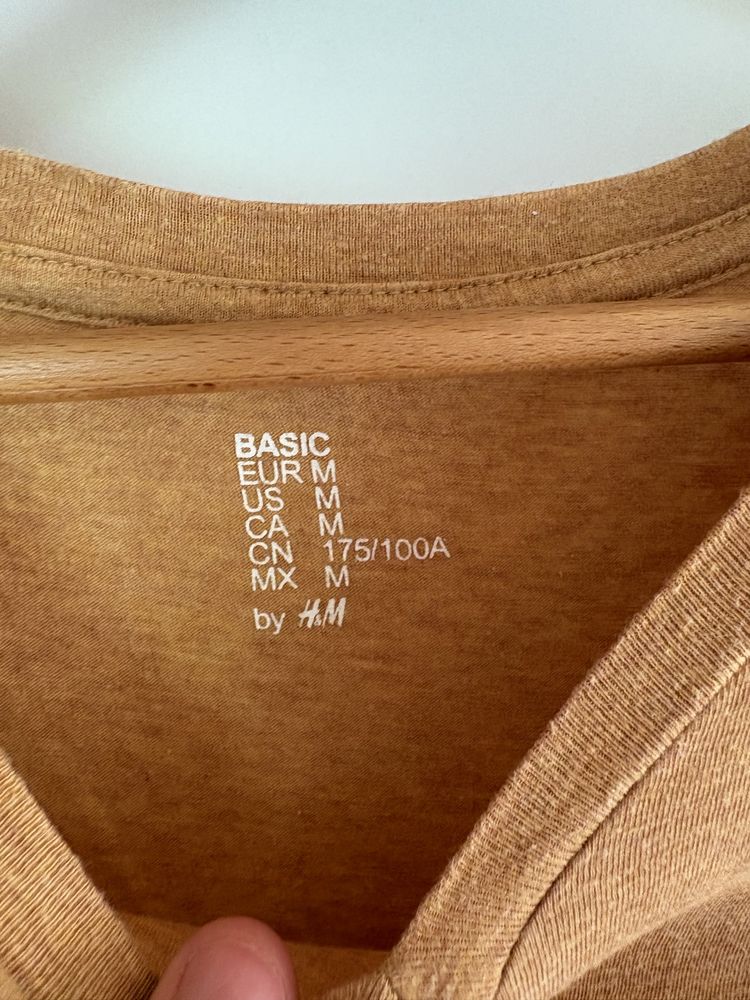 BASIC
EUR M
US M
CA M
CN 175/100A
MX M
by H&M